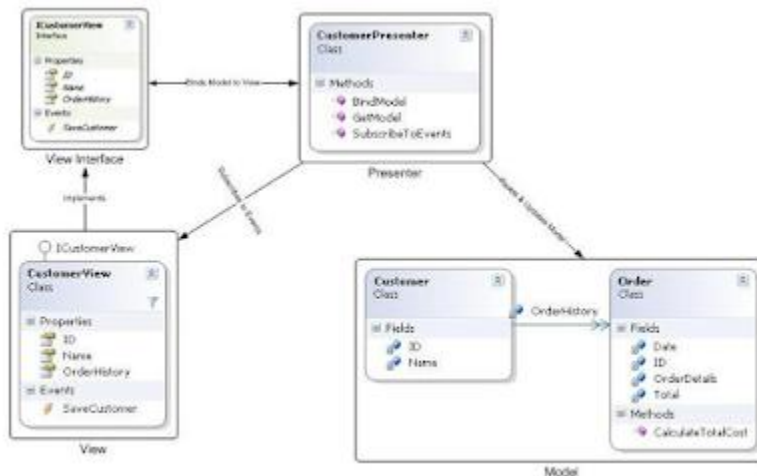 ICustomerView
Interface
Properties
ID
Name
OrderHistory
Events
SaveCustomer
View Interface
Binds Model to View
CustomerPresenter
Class
Methods
BindModel
GetModel
SubscribeToEvents
Presenter
Implements
Subscribes to Events
Updates Model
ICustomerView
CustomerView
Class
Properties
ID
Name
OrderHistory
Events
SaveCustomer
View
Customer
Class
Fields
ID
Name
OrderHistory
Order
Class
Fields
Date
ID
OrderDetails
Total
Methods
CalculateTotalCost
Model